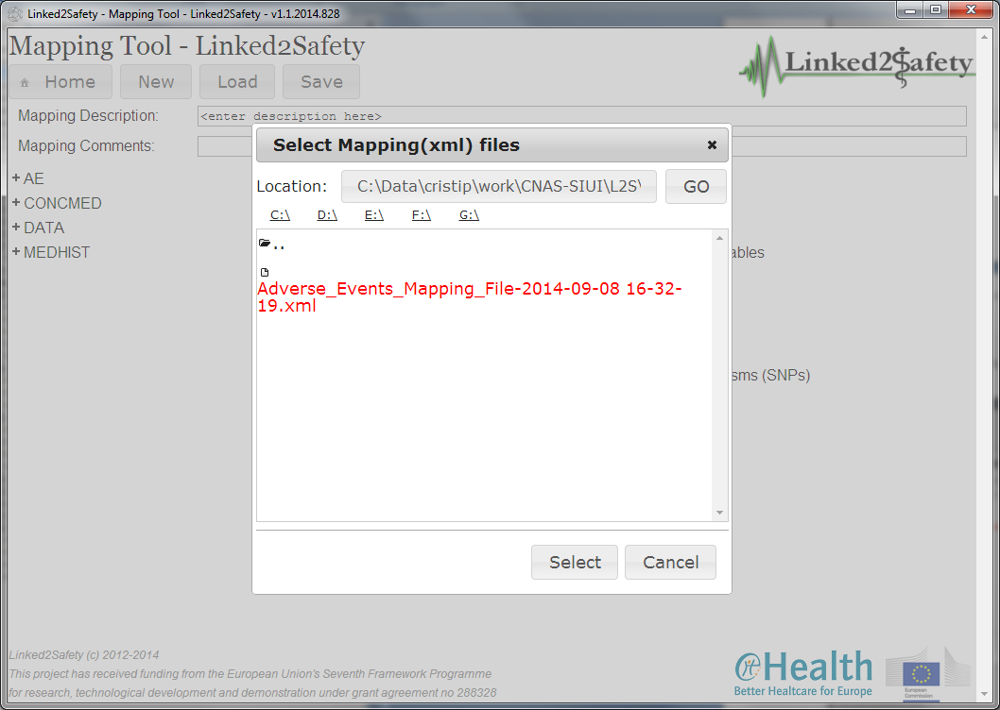 Linked2Safety - Mapping Tool - Linked2Safety - v1.1.2014.828
Mapping Tool - Linked2Safety
Linked2Safety
Home New Load Save
Mapping Description: <enter description here>
Mapping Comments:
Select Mapping(xml) files
Location: C:\Data\cristip\work\CNAS-SIUI\L2S\ GO
C:\ D:\ E:\ F:\ G:\
+ AE
+ CONCMED
+ DATA
+ MEDHIST
..
Adverse_Events_Mapping_File-2014-09-08 16-32-
19.xml
ables
sms (SNPs)
Select Cancel
Linked2Safety (c) 2012-2014
This project has received funding from the European Union's Seventh Framework Programme
for research, technological development and demonstration under grant agreement no 288328
eHealth
Better Healtcare for Europe
European
Commission